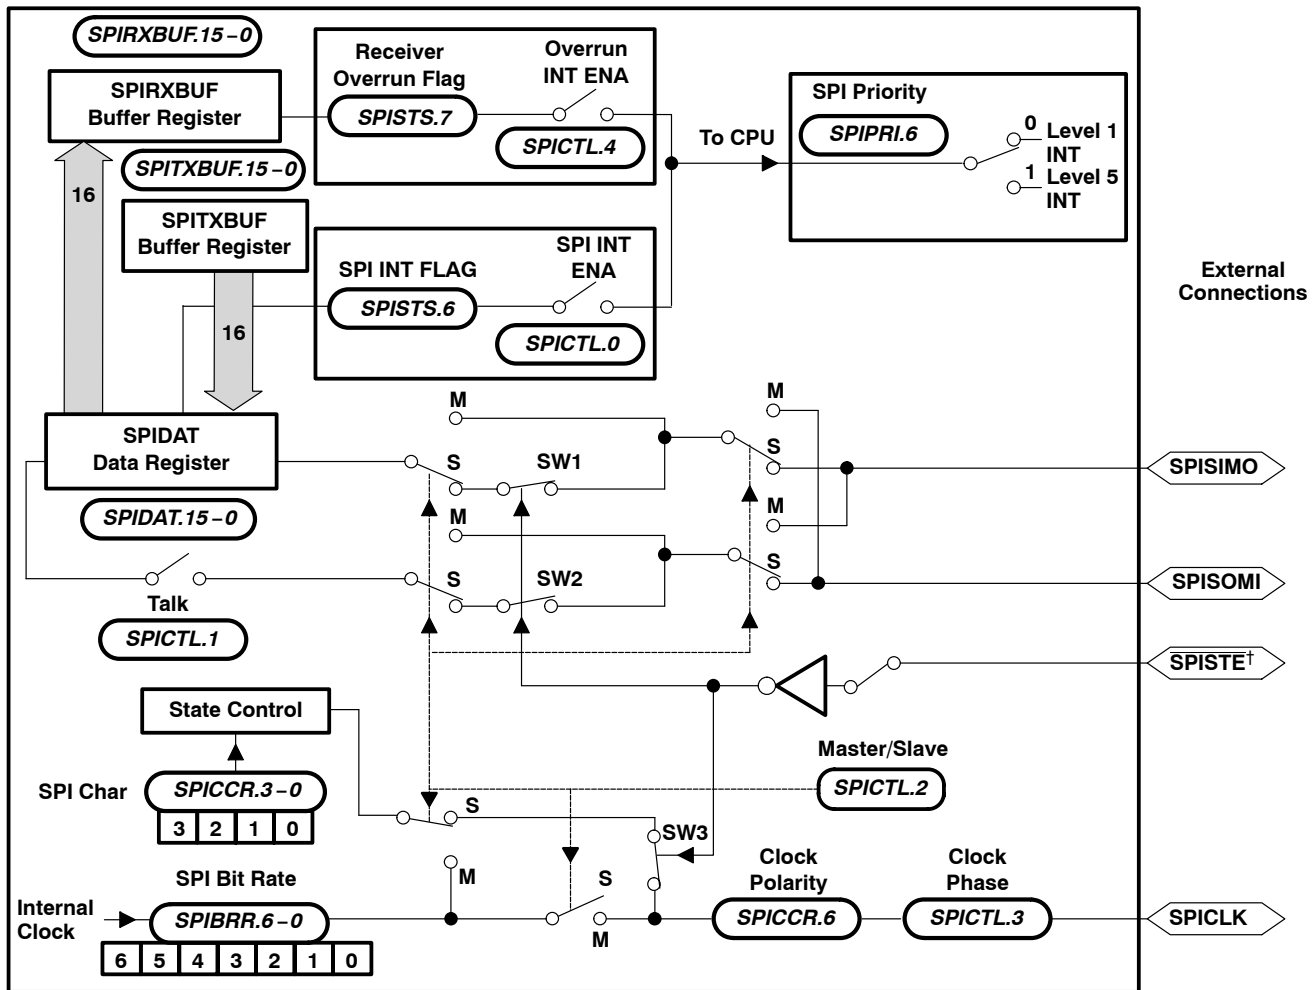 SPIRXBUF.15–0
SPIRXBUF
Buffer Register
Receiver
Overrun Flag
SPISTS.7
Overrun
INT ENA
SPICTL.4
To CPU
SPI Priority
SPIPRI.6
0
Level 1
INT
1
Level 5
INT
SPITXBUF.15–0
16
SPITXBUF
Buffer Register
SPI INT FLAG
SPISTS.6
SPI INT
ENA
SPICTL.0
16
External
Connections
SPIDAT
Data Register
SPIDAT.15–0
M
S
SW1
M
S
SPISIMO
M
S
SW2
M
S
SPISOMI
Talk
SPICTL.1
SPISTE†
State Control
Master/Slave
SPICTL.2
SPI Char
SPICCR.3–0
3 2 1 0
S
M
SW3
SPI Bit Rate
Internal
Clock
SPIBRR.6–0
6 5 4 3 2 1 0
S
M
Clock
Polarity
SPICCR.6
Clock
Phase
SPICTL.3
SPICLK